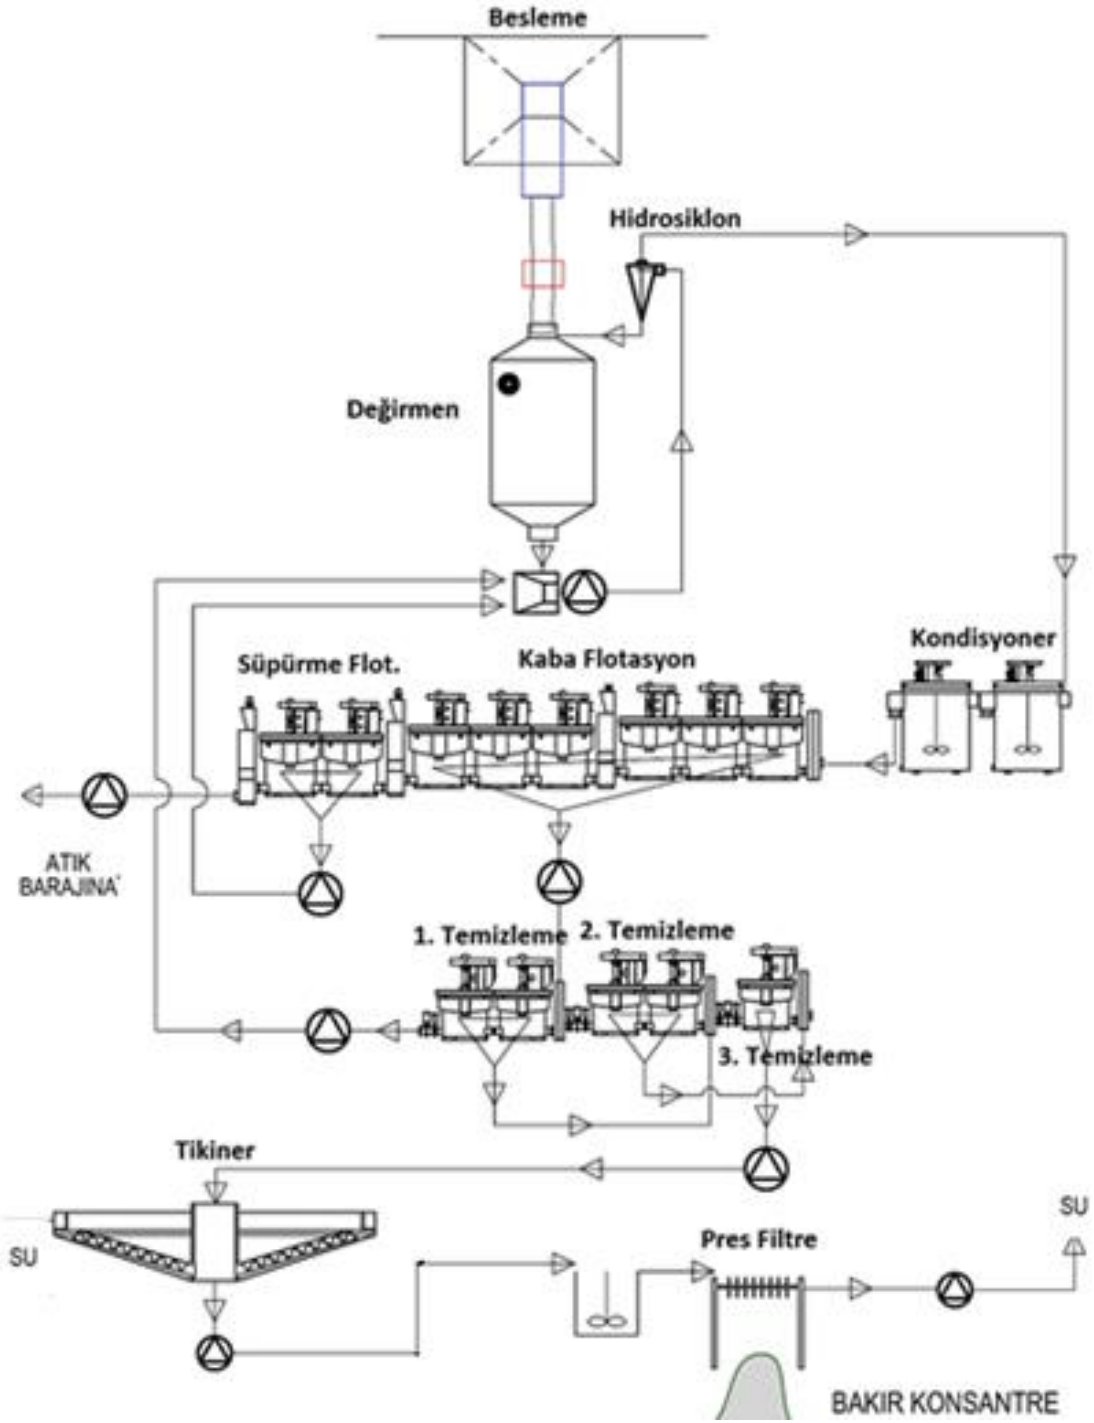 Besleme
Hidrosiklon
Değirmen
Kondisyoner
Süpürme Flot.
Kaba Flotasyon
ATIK
BARAJINA'
1. Temizleme
2. Temizleme
3. Temizleme
Tikiner
SU
Pres Filtre
SU
BAKIR KONSANTRE